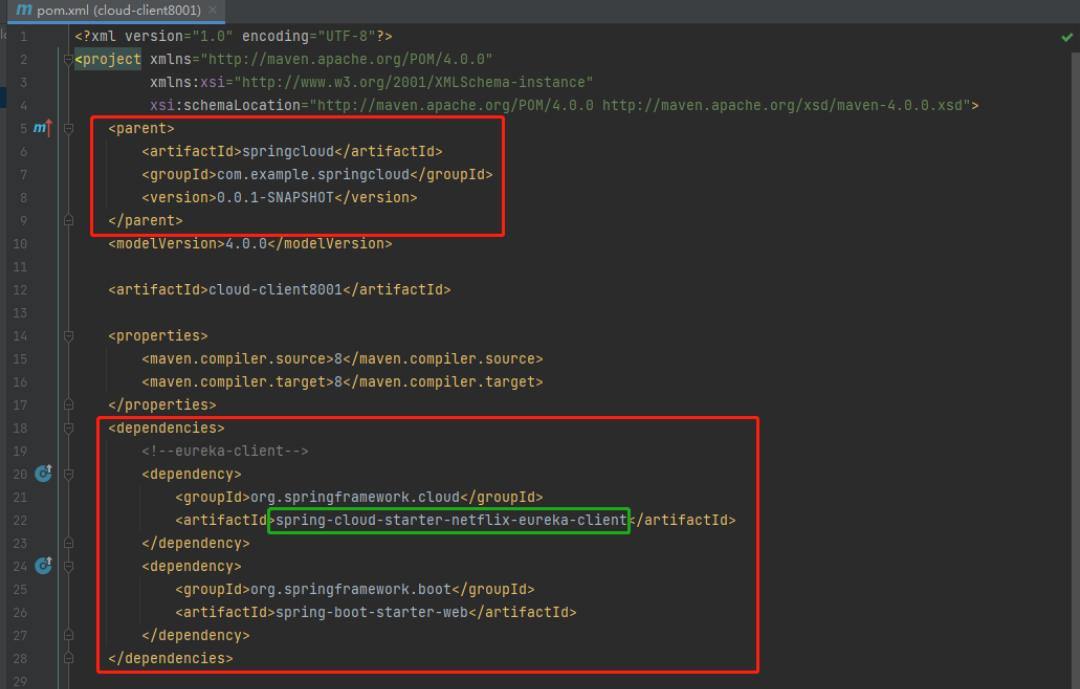 pom.xml (cloud-client8001)
1 <?xml version="1.0" encoding="UTF-8"?>
2 <project xmlns="http://maven.apache.org/POM/4.0.0"
3 xmlns:xsi="http://www.w3.org/2001/XMLSchema-instance"
4 xsi:schemaLocation="http://maven.apache.org/POM/4.0.0 http://maven.apache.org/xsd/maven-4.0.0.xsd">
5 <parent>
6 <artifactId>springcloud</artifactId>
7 <groupId>com.example.springcloud</groupId>
8 <version>0.0.1-SNAPSHOT</version>
9 </parent>
10 <modelVersion>4.0.0</modelVersion>
11
12 <artifactId>cloud-client8001</artifactId>
13
14 <properties>
15 <maven.compiler.source>8</maven.compiler.source>
16 <maven.compiler.target>8</maven.compiler.target>
17 </properties>
18 <dependencies>
19 <!--eureka-client-->
20 <dependency>
21 <groupId>org.springframework.cloud</groupId>
22 <artifactId>spring-cloud-starter-netflix-eureka-client</artifactId>
23 </dependency>
24 <dependency>
25 <groupId>org.springframework.boot</groupId>
26 <artifactId>spring-boot-starter-web</artifactId>
27 </dependency>
28 </dependencies>
29